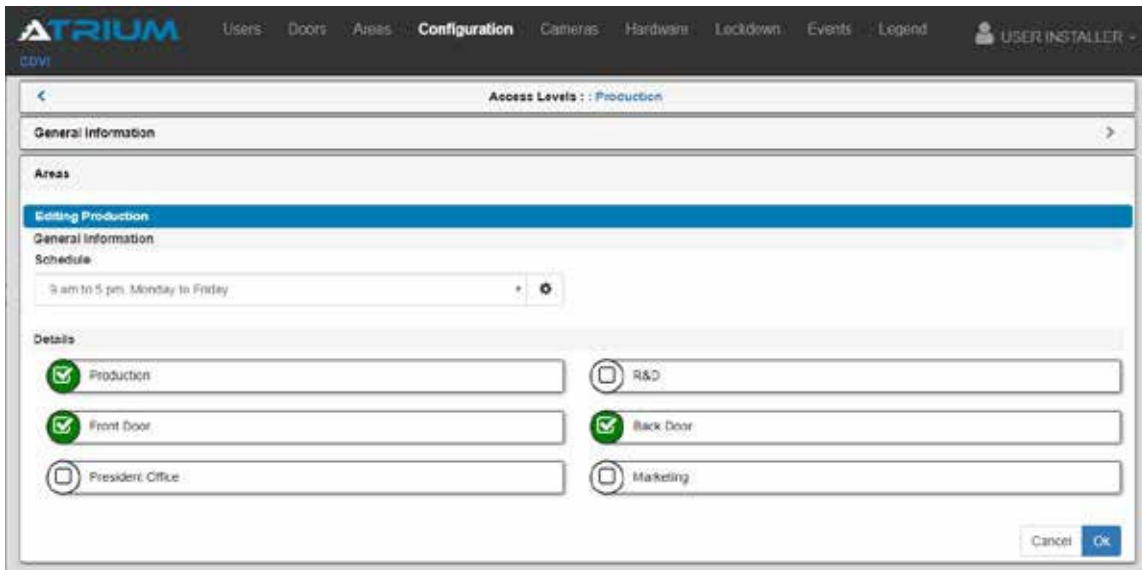 ATRIUM Users Doors Areas Configuration Cameras Hardware Lockdown Events Legend USER INSTALLER
CDVI
Access Levels : : Production
General Information
Areas
Editing Production
General Information
Schedule
9 am to 5 pm, Monday to Friday
Details
Production R&D
Front Door Back Door
President Office Marketing
Cancel Ok